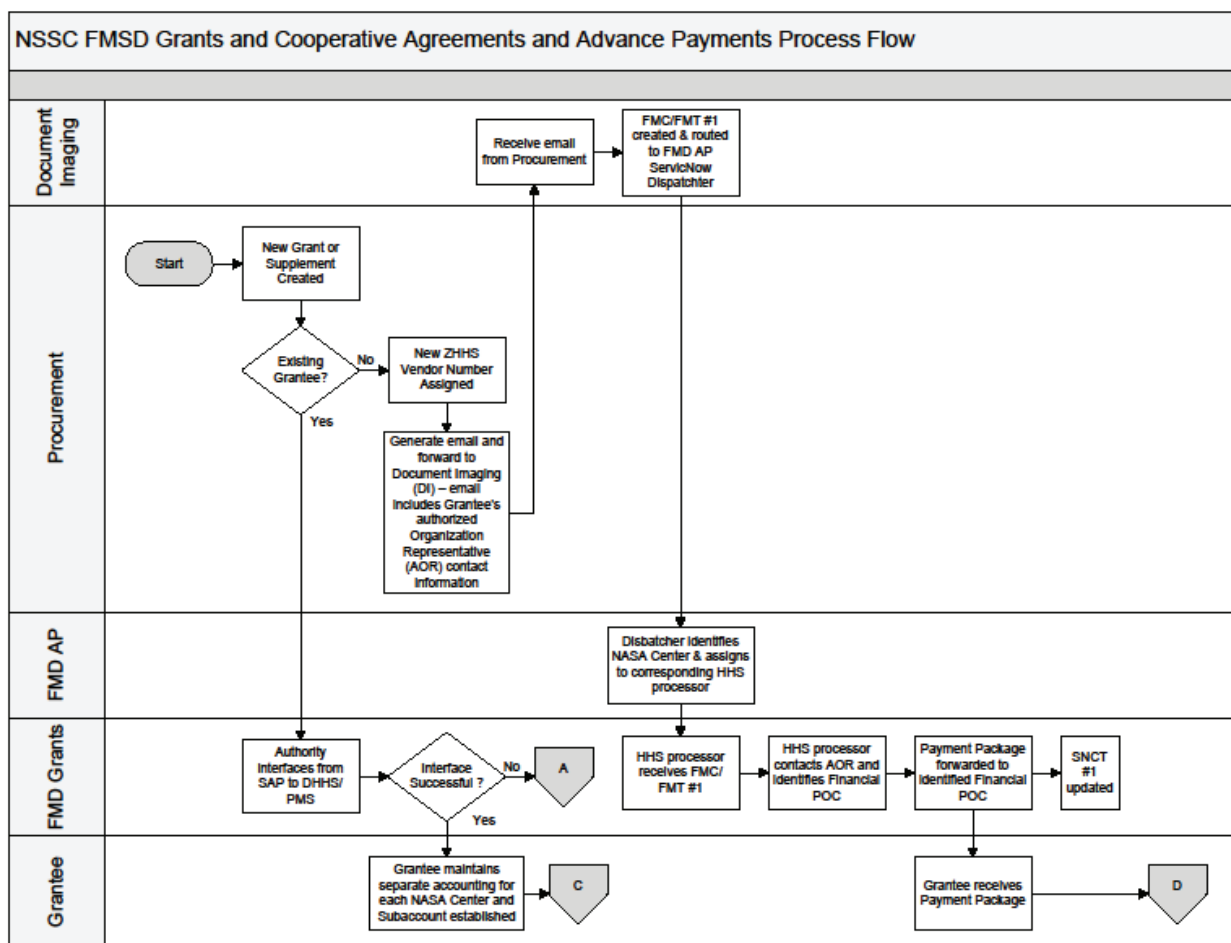 NSSC FMSD Grants and Cooperative Agreements and Advance Payments Process Flow
Document
Imaging
Receive email
from Procurement
FMC/FMT #1
created & routed
to FMD AP
ServicNow
Dispatchter
Procurement
Start
New Grant or
Supplement
Created
Existing
Grantee?
No
Yes
New ZHHS
Vendor Number
Assigned
Generate email and
forward to
Document Imaging
(DI) – email
includes Grantee's
authorized
Organization
Representative
(AOR) contact
information
FMD AP
Disbatcher identifies
NASA Center & assigns
to corresponding HHS
processor
FMD Grants
Authority
interfaces from
SAP to DHHS/
PMS
Interface
Successful ?
No
Yes
A
HHS processor
receives FMC/
FMT #1
HHS processor
contacts AOR and
identifies Financial
POC
Payment Package
forwarded to
identified Financial
POC
SNCT
#1
updated
Grantee
Grantee maintains
separate accounting for
each NASA Center and
Subaccount established
C
Grantee receives
Payment Package
D